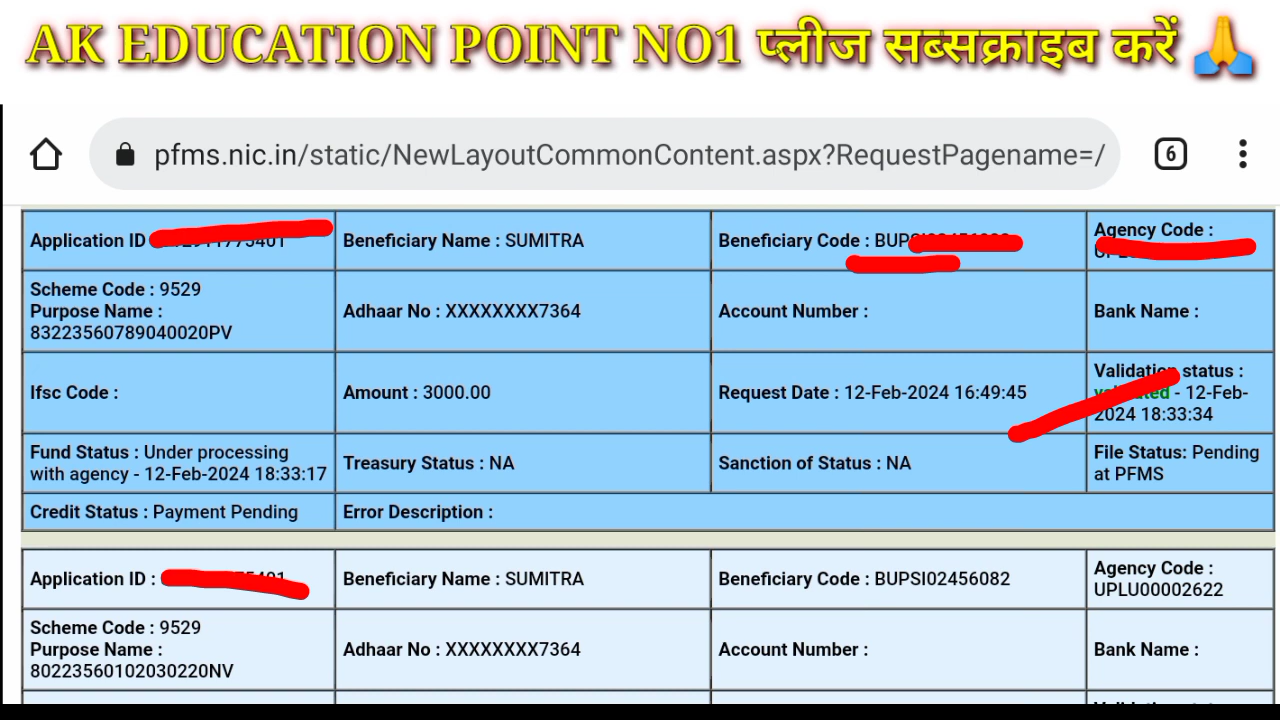 AK EDUCATION POINT NO1 प्लीज सब्सक्राइब करें 🙏
pfms.nic.in/static/NewLayoutCommonContent.aspx?RequestPagename=/
6
Application ID
Beneficiary Name : SUMITRA
Beneficiary Code :
Agency Code :
Scheme Code : 9529
Purpose Name :
83223560789040020PV
Adhaar No : XXXXXXXX7364
Account Number :
Bank Name :
Ifsc Code :
Amount : 3000.00
Request Date : 12-Feb-2024 16:49:45
Validation status :
- 12-Feb-
2024 18:33:34
Fund Status : Under processing
with agency - 12-Feb-2024 18:33:17
Treasury Status : NA
Sanction of Status : NA
File Status: Pending
at PFMS
Credit Status : Payment Pending
Error Description :
Application ID :
Beneficiary Name : SUMITRA
Beneficiary Code : BUPSI02456082
Agency Code :
UPLU00002622
Scheme Code : 9529
Purpose Name :
80223560102030220NV
Adhaar No : XXXXXXXX7364
Account Number :
Bank Name :